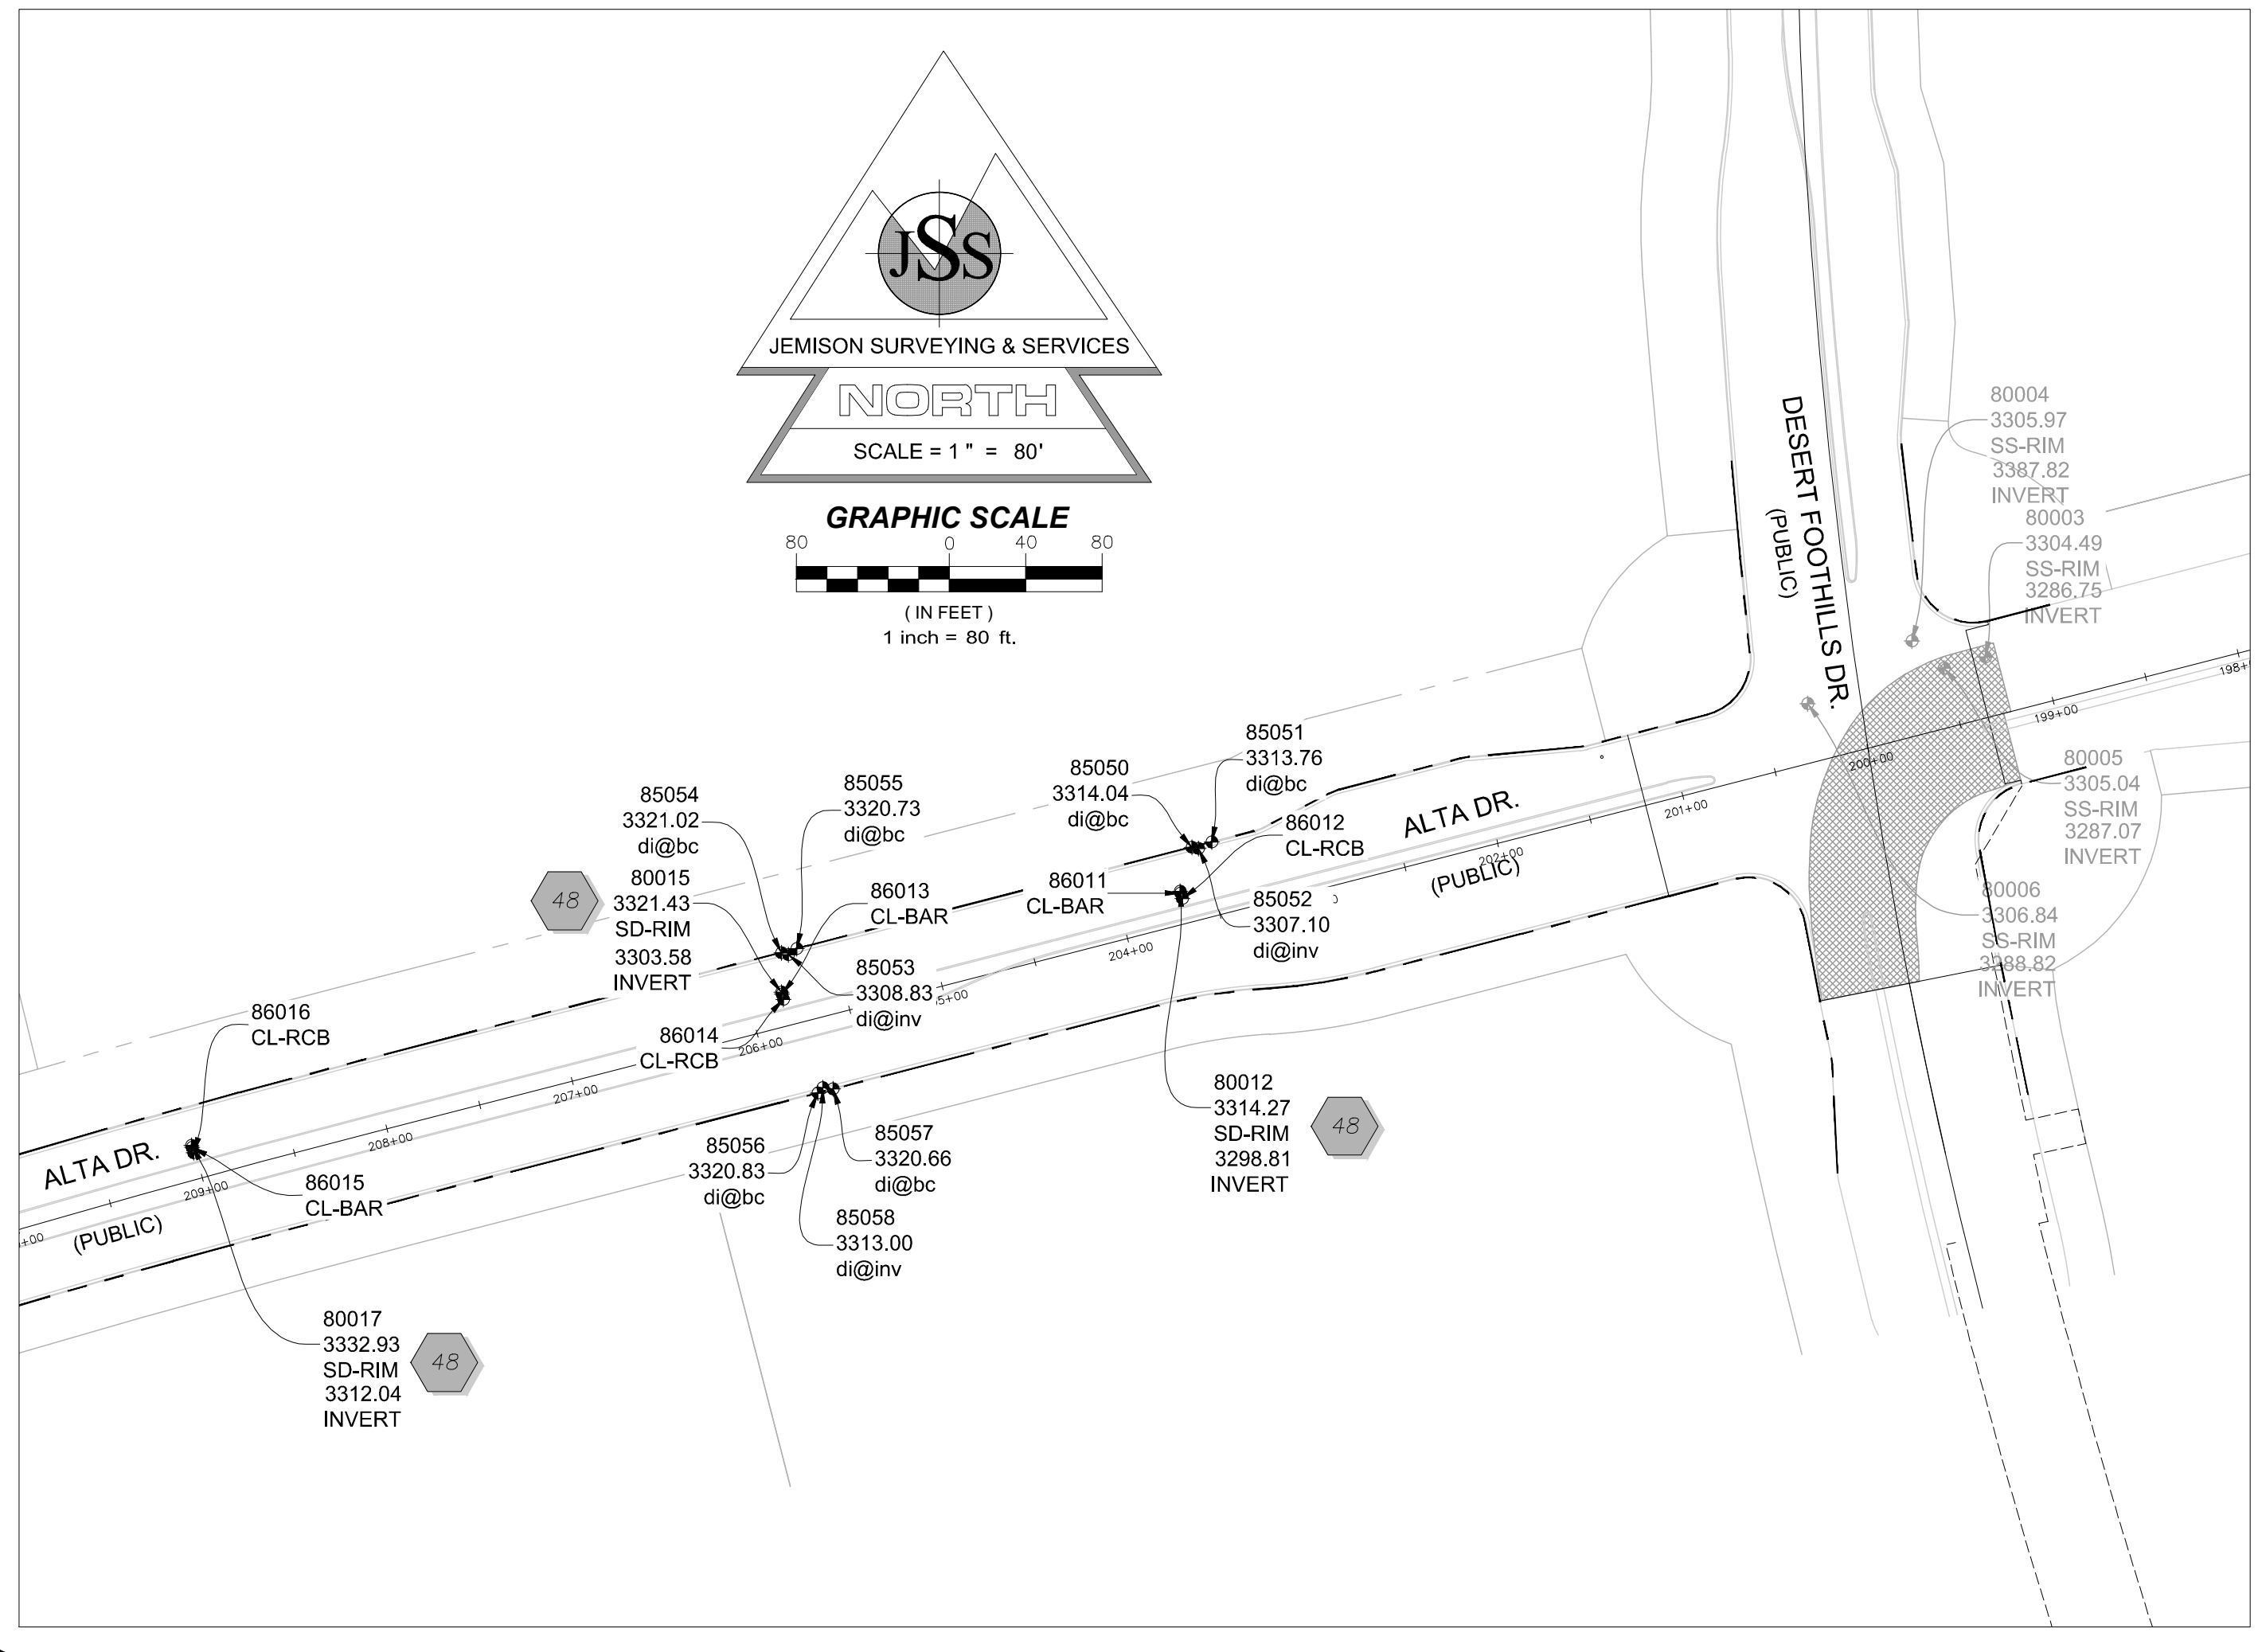 JSS
JEMISON SURVEYING & SERVICES
NORTH
SCALE = 1 " = 80'
GRAPHIC SCALE
80 0 40 80
( IN FEET )
1 inch = 80 ft.
DESERT FOOTHILLS DR.
(PUBLIC)
80004
3305.97
SS-RIM
3387.82
INVERT
80003
3304.49
SS-RIM
3286.75
INVERT
198+
199+00
200+00
201+00
202+00
204+00
5+00
206+00
207+00
208+00
209+00
+00
80005
3305.04
SS-RIM
3287.07
INVERT
80006
3306.84
SS-RIM
3288.82
INVERT
85051
3313.76
di@bc
85050
3314.04
di@bc
86012
CL-RCB
ALTA DR.
(PUBLIC)
86011
CL-BAR
85052
3307.10
di@inv
85054
3321.02
di@bc
85055
3320.73
di@bc
48
80015
3321.43
SD-RIM
3303.58
INVERT
86013
CL-BAR
85053
3308.83
di@inv
86014
CL-RCB
86016
CL-RCB
ALTA DR.
(PUBLIC)
86015
CL-BAR
80012
3314.27
SD-RIM
3298.81
INVERT
48
85056
3320.83
di@bc
85057
3320.66
di@bc
85058
3313.00
di@inv
80017
3332.93
SD-RIM
3312.04
INVERT
48